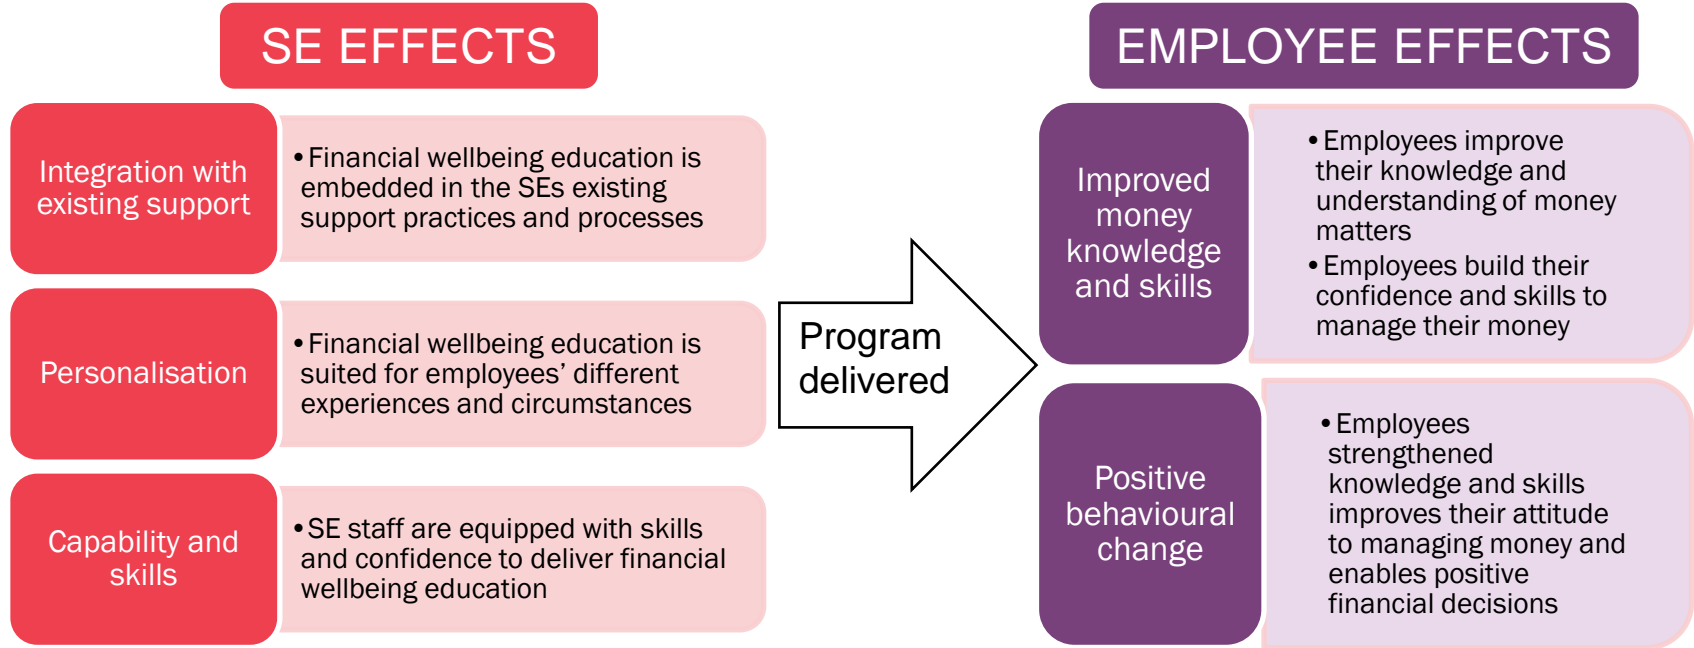 SE EFFECTS
Integration with
existing support
•Financial wellbeing education is
embedded in the SEs existing
support practices and processes
Personalisation
•Financial wellbeing education is
suited for employees’ different
experiences and circumstances
Capability and
skills
•SE staff are equipped with skills
and confidence to deliver financial
wellbeing education
Program
delivered
EMPLOYEE EFFECTS
Improved
money
knowledge
and skills
•Employees improve
their knowledge and
understanding of money
matters
•Employees build their
confidence and skills to
manage their money
Positive
behavioural
change
•Employees
strengthened
knowledge and skills
improves their attitude
to managing money and
enables positive
financial decisions